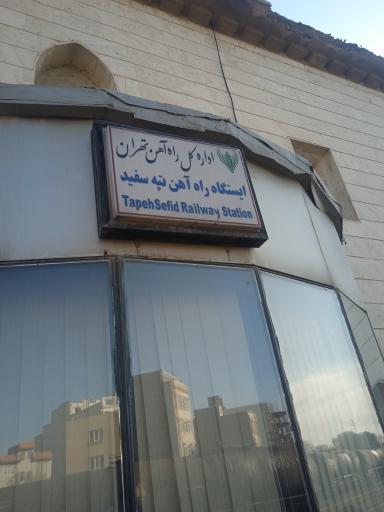 اداره کل راه آهن تهران
ایستگاه راه آهن تپه سفید
TapehSefid Railway Station